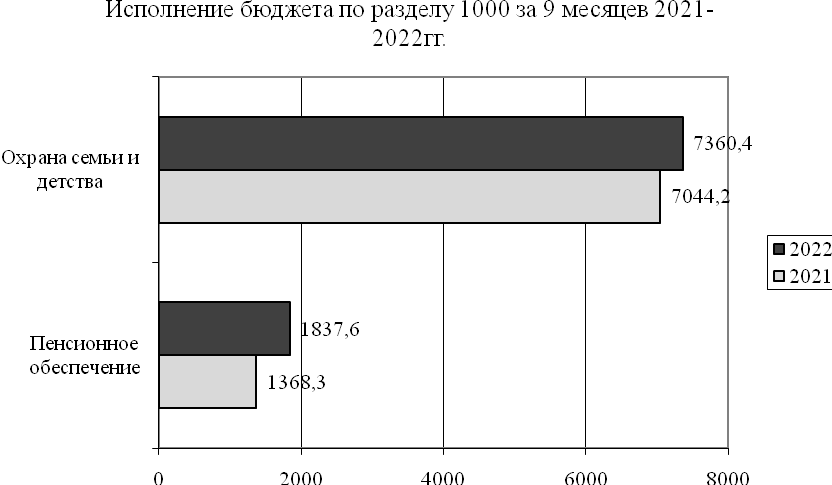 Исполнение бюджета по разделу 1000 за 9 месяцев 2021-
2022гг.
Охрана семьи и
детства
7360,4
7044,2
2022
2021
Пенсионное
обеспечение
1837,6
1368,3
0 2000 4000 6000 8000